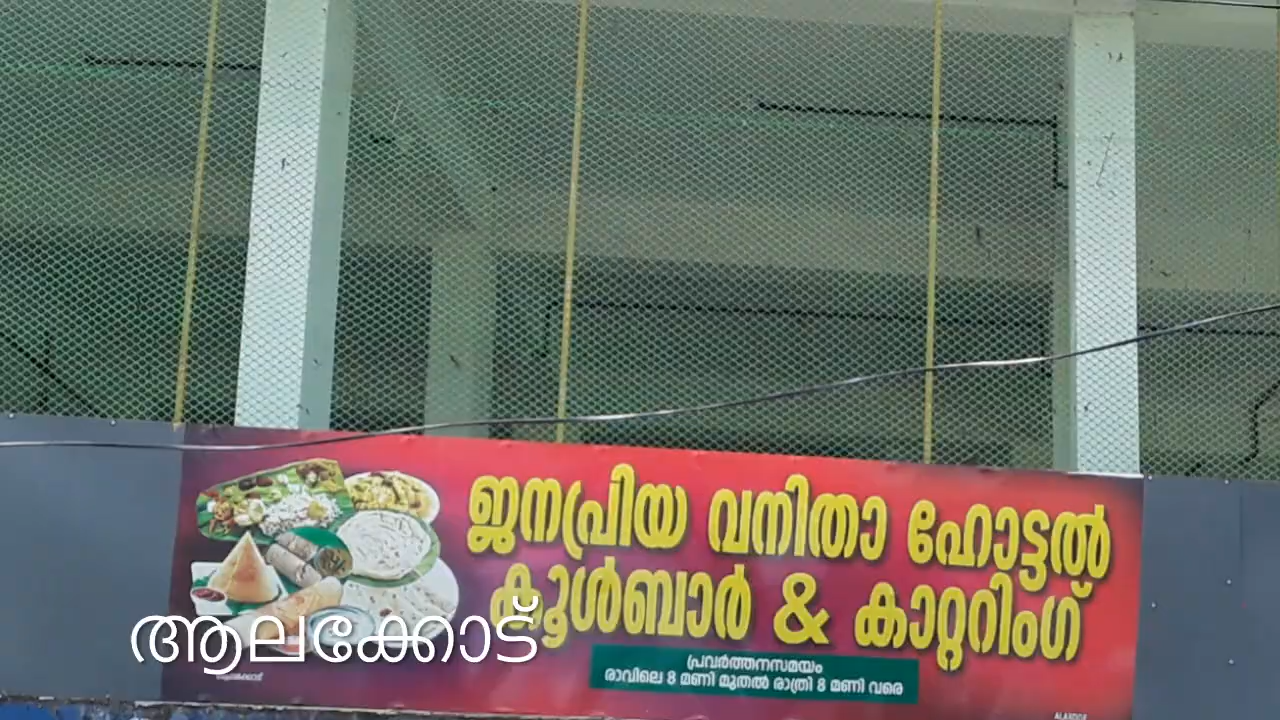 ജനപ്രിയ വനിതാ ഹോട്ടൽ
കൂൾബാർ & കാറ്ററിംഗ്
ആലക്കോട്
പ്രവർത്തനസമയം
രാവിലെ 8 മണി മുതൽ രാത്രി 8 മണി വരെ